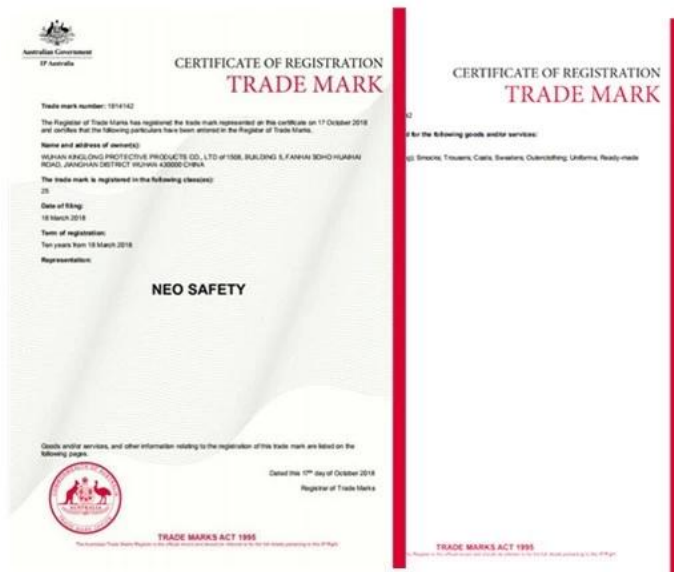 Australian Government
IP Australia
CERTIFICATE OF REGISTRATION
TRADE MARK
Trade mark number: 1914142
The Registrar of Trade Marks has registered the trade mark represented on this certificate on 17 October 2018
and certifies that the following particulars have been entered in the Register of Trade Marks.
Name and address of owner(s):
WUHAN KINGLONG PROTECTIVE PRODUCTS CO., LTD of 1508, BUILDING 5, FANHAI SOHO HUAIHAI
ROAD, JIANGHAN DISTRICT WUHAN 430000 CHINA
The trade mark is registered in the following class(es):
25
Date of filing:
18 March 2018
Term of registration:
Ten years from 18 March 2018
Representation:
NEO SAFETY
Goods and/or services, and other information relating to the registration of this trade mark are listed on the
following pages.
Dated this 17th day of October 2018
Registrar of Trade Marks
AUSTRALIA
TRADE MARKS ACT 1995
CERTIFICATE OF REGISTRATION
TRADE MARK
d for the following goods and/or services:
Smocks; Trousers; Coats; Sweaters; Outerclothing; Uniforms; Ready-made
TRADE MARKS ACT 1995